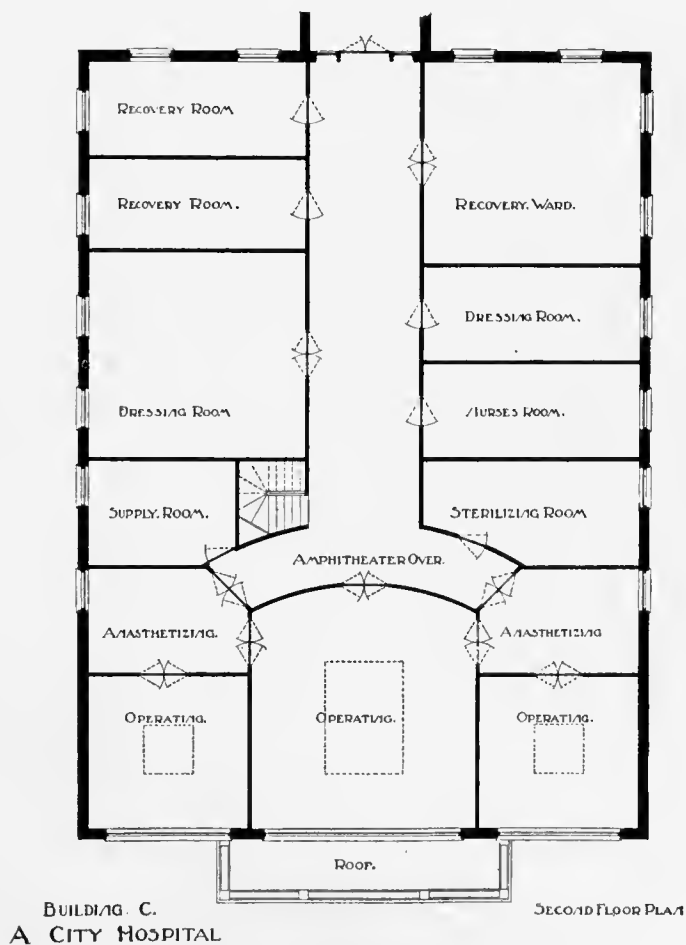 RECOVERY ROOM
RECOVERY ROOM.
RECOVERY. WARD.
DRESSING ROOM.
DRESSING ROOM
NURSES ROOM.
SUPPLY. ROOM.
STERILIZING ROOM
AMPHITHEATER OVER.
ANASTHETIZING.
ANASTHETIZING
OPERATING.
OPERATING.
OPERATING.
ROOF.
BUILDING. C.
SECOND FLOOR PLAN
A CITY HOSPITAL